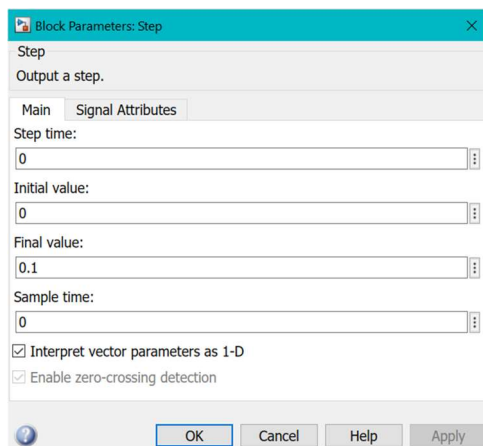 Block Parameters: Step
Step
Output a step.
Main Signal Attributes
Step time:
0
Initial value:
0
Final value:
0.1
Sample time:
0
Interpret vector parameters as 1-D
Enable zero-crossing detection
OK Cancel Help Apply